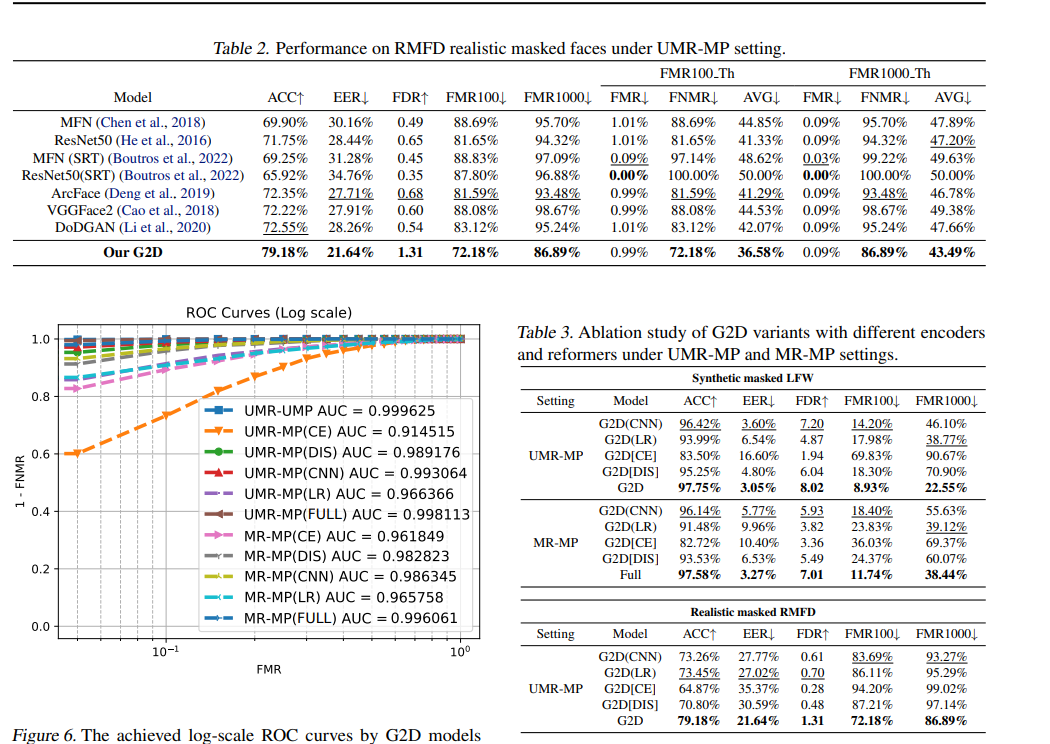 Table 2. Performance on RMFD realistic masked faces under UMR-MP setting.
FMR100_Th FMR1000_Th
Model ACC↑ EER↓ FDR↑ FMR100↓ FMR1000↓ FMR↓ FNMR↓ AVG↓ FMR↓ FNMR↓ AVG↓
MFN (Chen et al., 2018) 69.90% 30.16% 0.49 88.69% 95.70% 1.01% 88.69% 44.85% 0.09% 95.70% 47.89%
ResNet50 (He et al., 2016) 71.75% 28.44% 0.65 81.65% 94.32% 1.01% 81.65% 41.33% 0.09% 94.32% 47.20%
MFN (SRT) (Boutros et al., 2022) 69.25% 31.28% 0.45 88.83% 97.09% 0.09% 97.14% 48.62% 0.03% 99.22% 49.63%
ResNet50(SRT) (Boutros et al., 2022) 65.92% 34.76% 0.35 87.80% 96.88% 0.00% 100.00% 50.00% 0.00% 100.00% 50.00%
ArcFace (Deng et al., 2019) 72.35% 27.71% 0.68 81.59% 93.48% 0.99% 81.59% 41.29% 0.09% 93.48% 46.78%
VGGFace2 (Cao et al., 2018) 72.22% 27.91% 0.60 88.08% 98.67% 0.99% 88.08% 44.53% 0.09% 98.67% 49.38%
DoDGAN (Li et al., 2020) 72.55% 28.26% 0.54 83.12% 95.24% 1.01% 83.12% 42.07% 0.09% 95.24% 47.66%
Our G2D 79.18% 21.64% 1.31 72.18% 86.89% 0.99% 72.18% 36.58% 0.09% 86.89% 43.49%
ROC Curves (Log scale)
1.0
0.8
0.6
0.4
0.2
0.0
1 - FNMR
UMR-UMP AUC = 0.999625
UMR-MP(CE) AUC = 0.914515
UMR-MP(DIS) AUC = 0.989176
UMR-MP(CNN) AUC = 0.993064
UMR-MP(LR) AUC = 0.966366
UMR-MP(FULL) AUC = 0.998113
MR-MP(CE) AUC = 0.961849
MR-MP(DIS) AUC = 0.982823
MR-MP(CNN) AUC = 0.986345
MR-MP(LR) AUC = 0.965758
MR-MP(FULL) AUC = 0.996061
10⁻¹ 10⁰
FMR
Figure 6. The achieved log-scale ROC curves by G2D models
Table 3. Ablation study of G2D variants with different encoders
and reformers under UMR-MP and MR-MP settings.
Synthetic masked LFW
Setting Model ACC↑ EER↓ FDR↑ FMR100↓ FMR1000↓
G2D(CNN) 96.42% 3.60% 7.20 14.20% 46.10%
G2D(LR) 93.99% 6.54% 4.87 17.98% 38.77%
UMR-MP G2D[CE] 83.50% 16.60% 1.94 69.83% 90.67%
G2D[DIS] 95.25% 4.80% 6.04 18.30% 70.90%
G2D 97.75% 3.05% 8.02 8.93% 22.55%
G2D(CNN) 96.14% 5.77% 5.93 18.40% 55.63%
G2D(LR) 91.48% 9.96% 3.82 23.83% 39.12%
MR-MP G2D[CE] 82.72% 10.40% 3.36 36.03% 69.37%
G2D[DIS] 93.53% 6.53% 5.49 24.37% 60.07%
Full 97.58% 3.27% 7.01 11.74% 38.44%
Realistic masked RMFD
Setting Model ACC↑ EER↓ FDR↑ FMR100↓ FMR1000↓
G2D(CNN) 73.26% 27.77% 0.61 83.69% 93.27%
G2D(LR) 73.45% 27.02% 0.70 86.11% 95.29%
UMR-MP G2D[CE] 64.87% 35.37% 0.28 94.20% 99.02%
G2D[DIS] 70.80% 30.59% 0.48 87.21% 97.14%
G2D 79.18% 21.64% 1.31 72.18% 86.89%